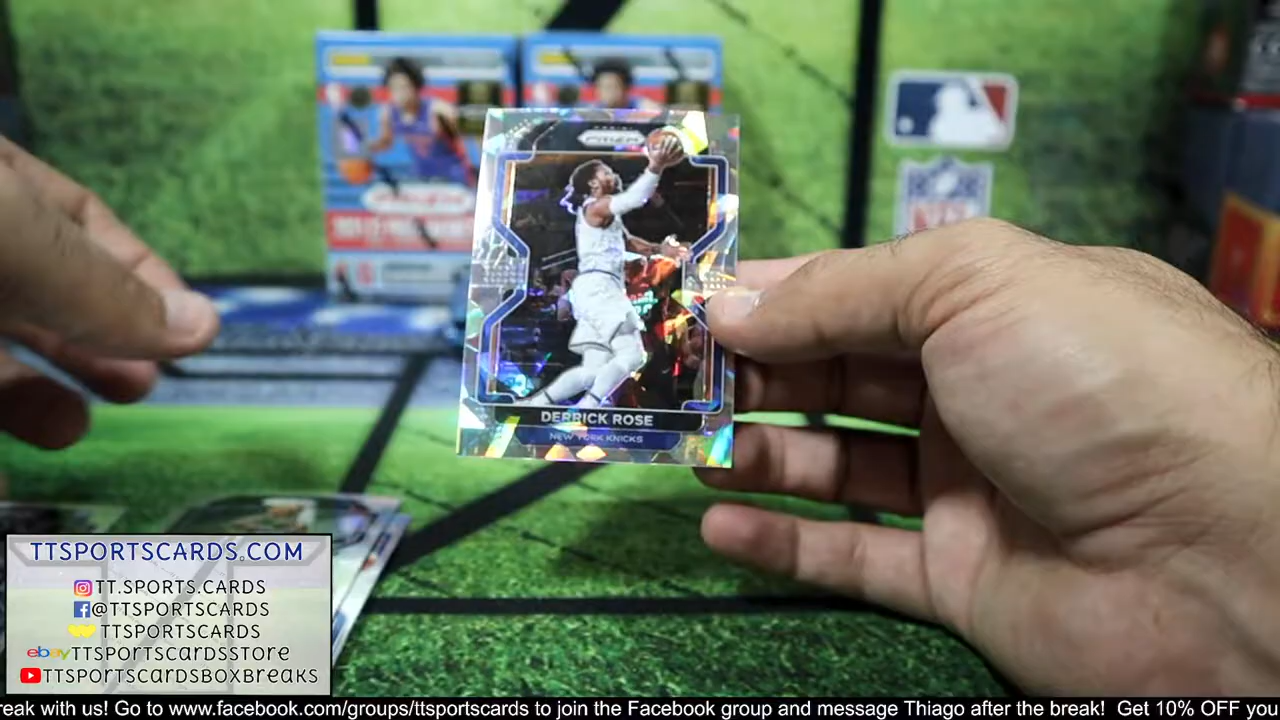 PRIZM
DERRICK ROSE
NEW YORK KNICKS
TTSPORTSCARDS.COM
TT.SPORTS.CARDS
@TTSPORTSCARDS
TTSPORTSCARDS
ebay TTSPORTSCARDSSTORE
TTSPORTSCARDSBOXBREAKS
reak with us! Go to www.facebook.com/groups/ttsportscards to join the Facebook group and message Thiago after the break! Get 10% OFF you